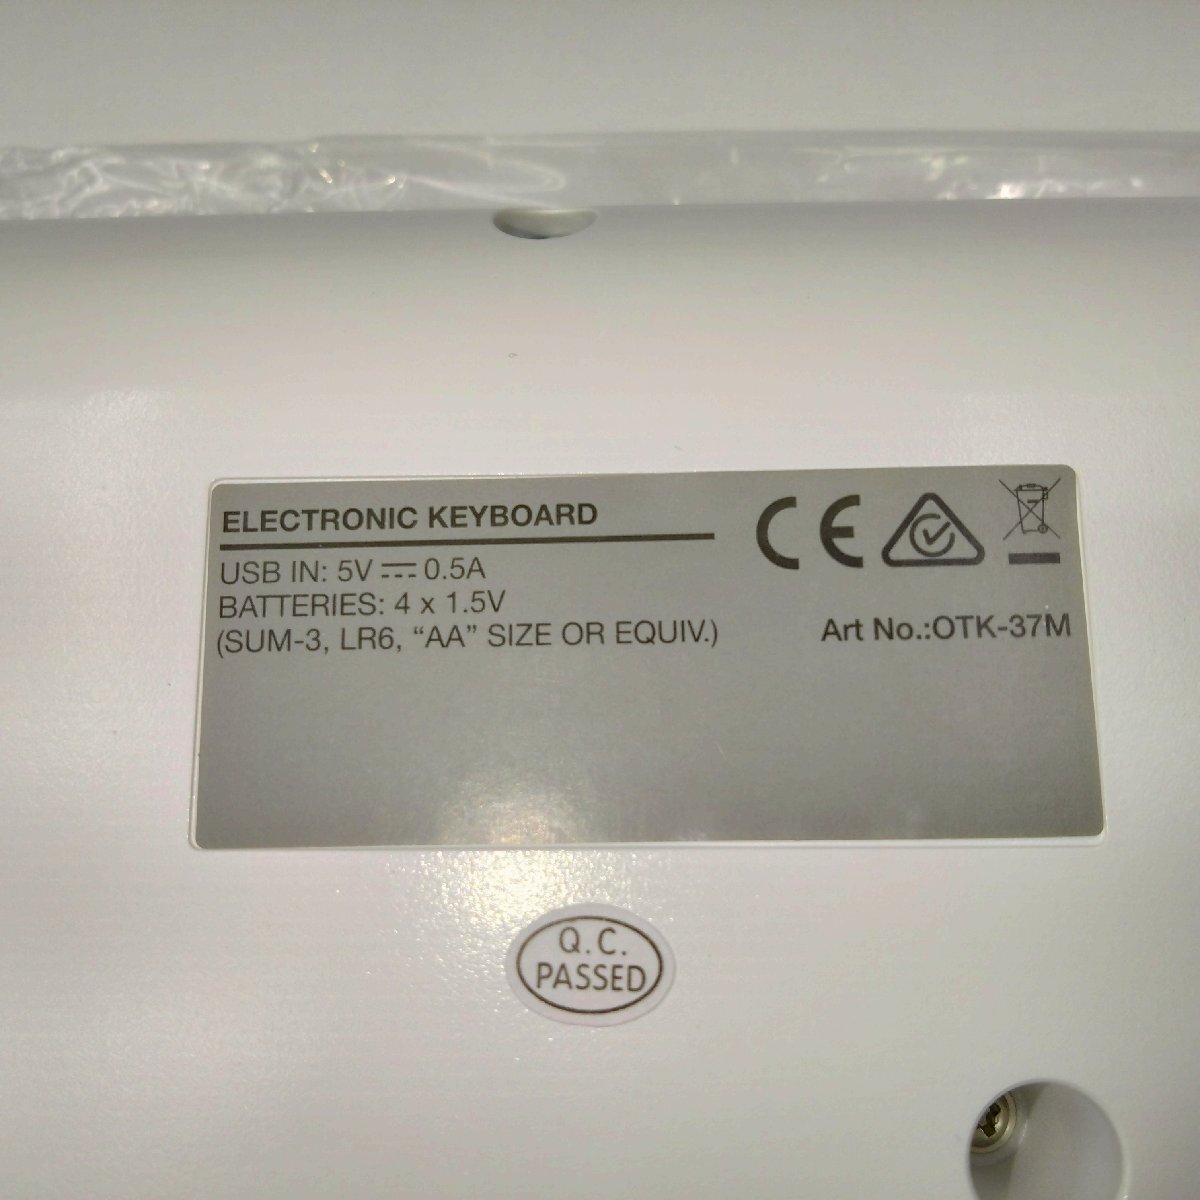 ELECTRONIC KEYBOARD
USB IN: 5V ⎓ 0.5A
BATTERIES: 4 x 1.5V
(SUM-3, LR6, “AA” SIZE OR EQUIV.)
CE
Art No.:OTK-37M
Q.C.
PASSED